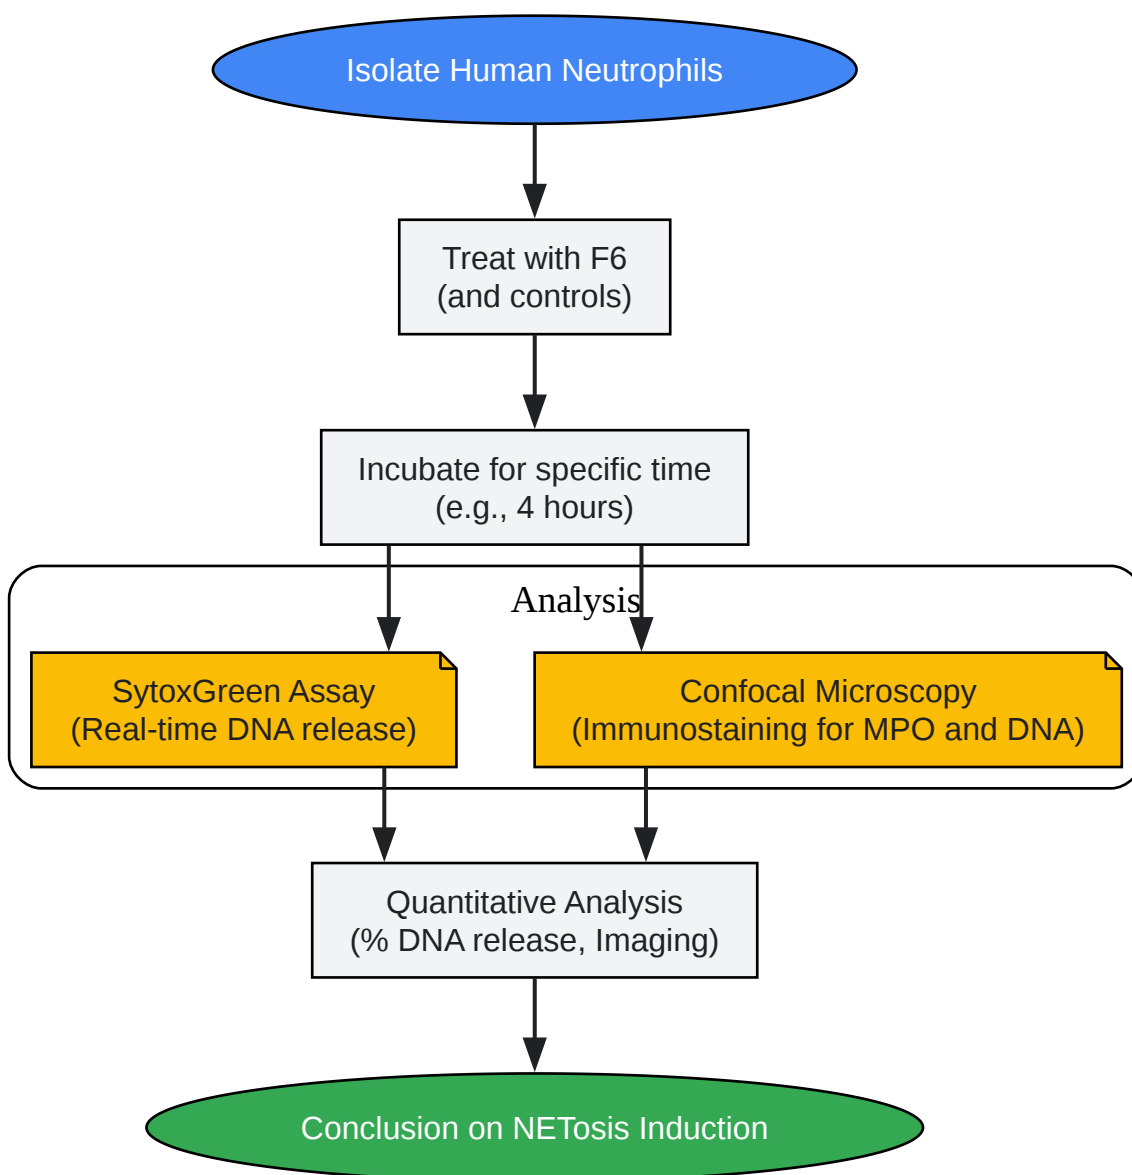 Isolate Human Neutrophils
Treat with F6
(and controls)
Incubate for specific time
(e.g., 4 hours)
Analysis
SytoxGreen Assay
(Real-time DNA release)
Confocal Microscopy
(Immunostaining for MPO and DNA)
Quantitative Analysis
(% DNA release, Imaging)
Conclusion on NETosis Induction